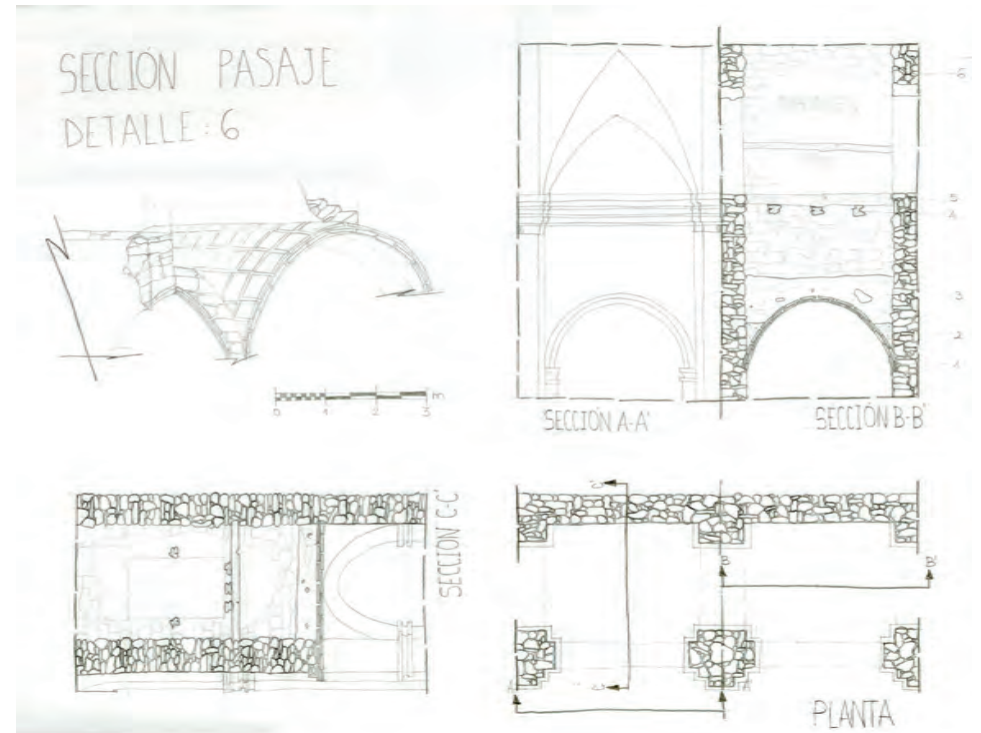 SECCIÓN PASAJE
DETALLE: 6
0 1 2 3 m
6
5
4
3
2
1
SECCIÓN A-A'
SECCIÓN B-B'
SECCIÓN C-C'
C'
B
B'
C
A
A'
PLANTA